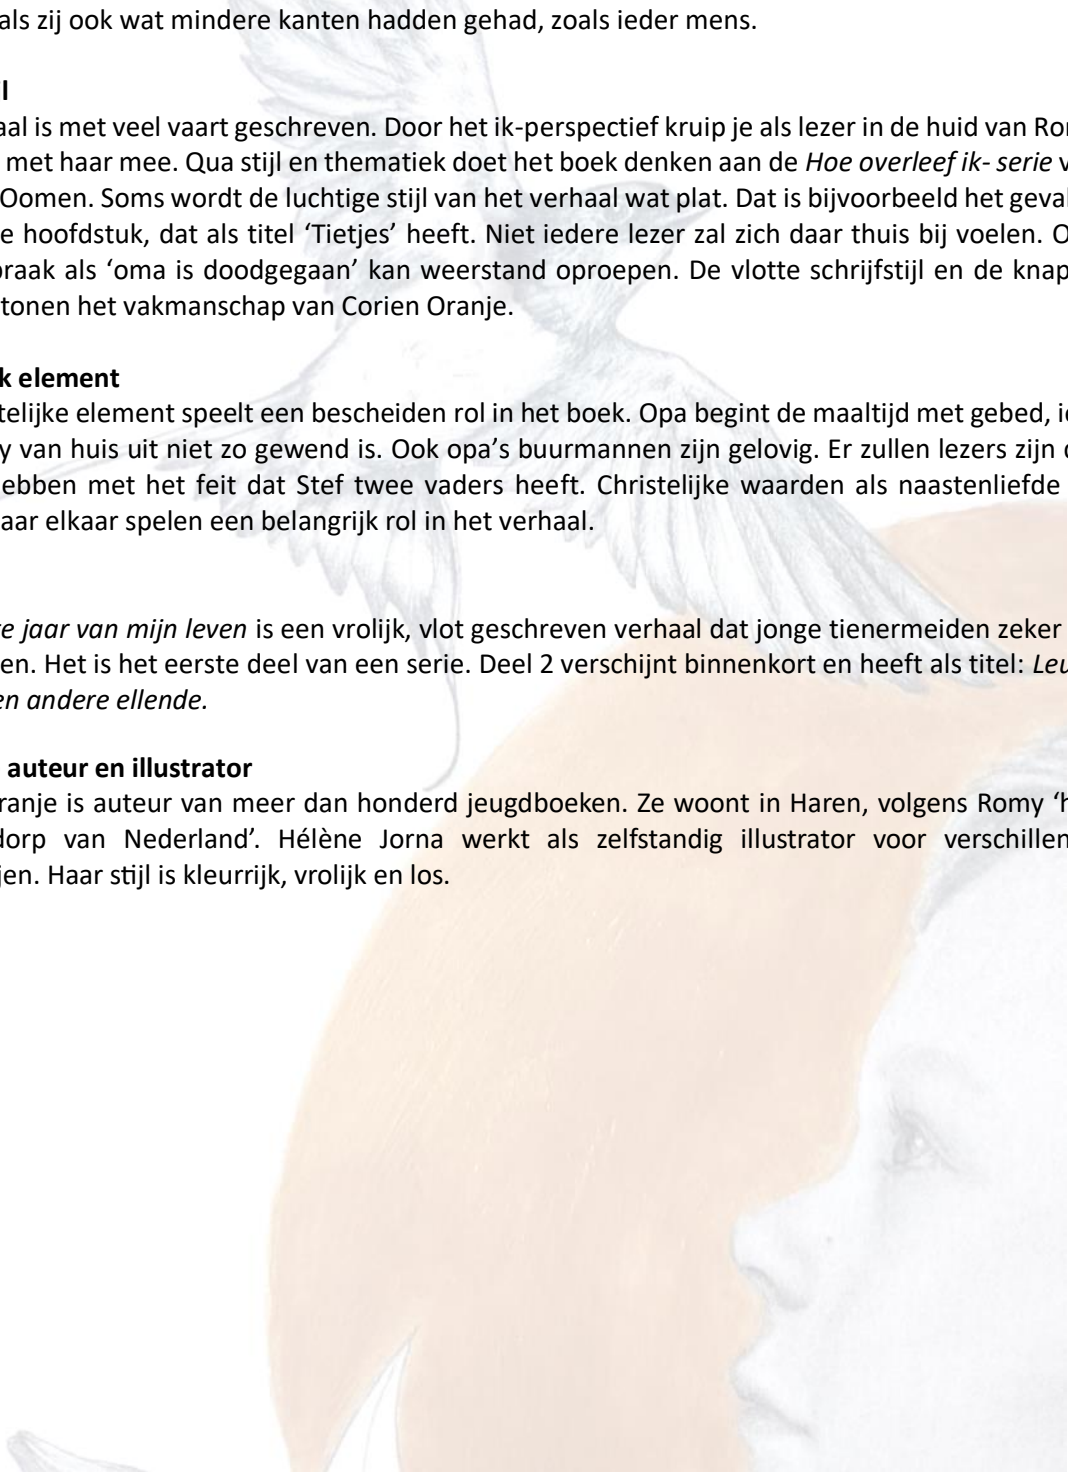 als zij ook wat mindere kanten hadden gehad, zoals ieder mens.
l
aal is met veel vaart geschreven. Door het ik-perspectief kruip je als lezer in de huid van Ro
met haar mee. Qua stijl en thematiek doet het boek denken aan de Hoe overleef ik- serie v
Oomen. Soms wordt de luchtige stijl van het verhaal wat plat. Dat is bijvoorbeeld het geval
e hoofdstuk, dat als titel ‘Tietjes’ heeft. Niet iedere lezer zal zich daar thuis bij voelen. O
praak als ‘oma is doodgegaan’ kan weerstand oproepen. De vlotte schrijfstijl en de knap
tonen het vakmanschap van Corien Oranje.
k element
telijke element speelt een bescheiden rol in het boek. Opa begint de maaltijd met gebed, i
y van huis uit niet zo gewend is. Ook opa’s buurmannen zijn gelovig. Er zullen lezers zijn
ebben met het feit dat Stef twee vaders heeft. Christelijke waarden als naastenliefde
aar elkaar spelen een belangrijk rol in het verhaal.
e jaar van mijn leven is een vrolijk, vlot geschreven verhaal dat jonge tienermeiden zeker
en. Het is het eerste deel van een serie. Deel 2 verschijnt binnenkort en heeft als titel: Leu
en andere ellende.
auteur en illustrator
ranje is auteur van meer dan honderd jeugdboeken. Ze woont in Haren, volgens Romy ‘h
dorp van Nederland’. Hélène Jorna werkt als zelfstandig illustrator voor verschillen
jen. Haar stijl is kleurrijk, vrolijk en los.